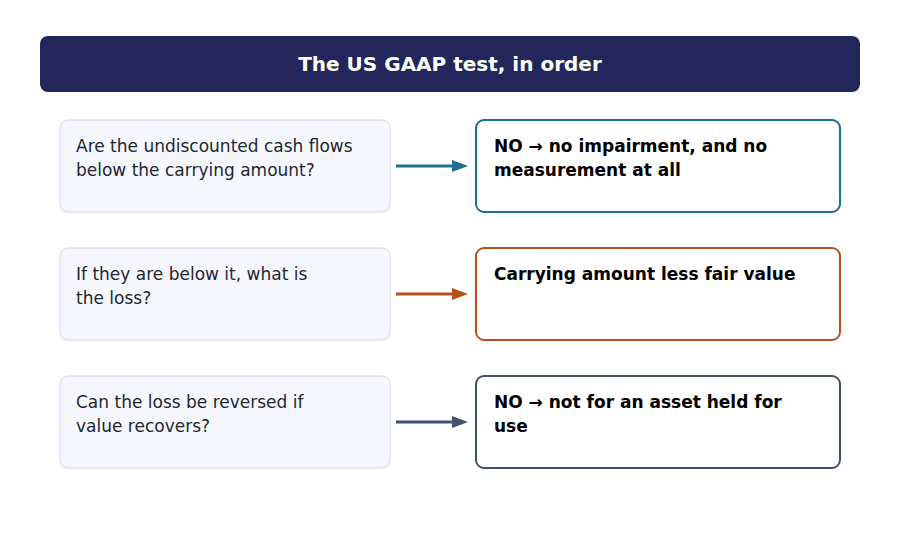 The US GAAP test, in order
Are the undiscounted cash flows
below the carrying amount?
NO → no impairment, and no
measurement at all
If they are below it, what is
the loss?
Carrying amount less fair value
Can the loss be reversed if
value recovers?
NO → not for an asset held for
use